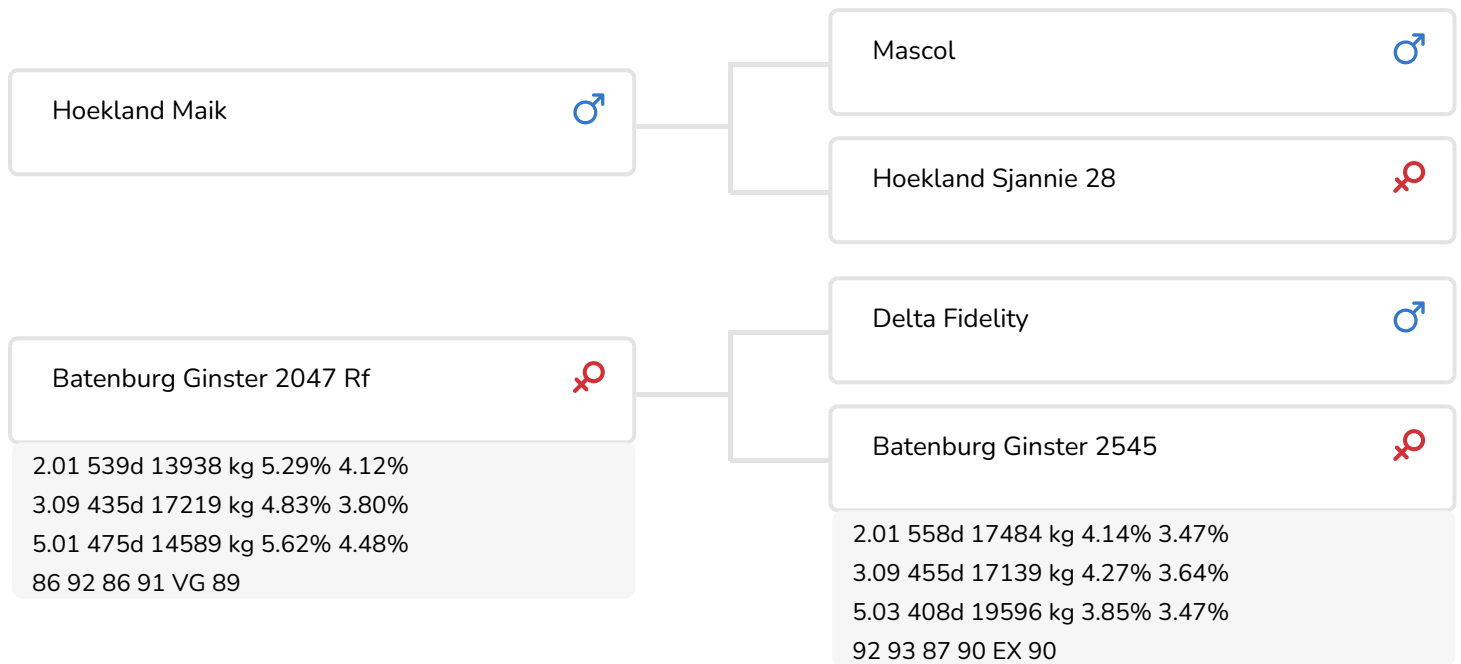 Hoekland Maik
Mascol
Hoekland Sjannie 28
Batenburg Ginster 2047 Rf
2.01 539d 13938 kg 5.29% 4.12%
3.09 435d 17219 kg 4.83% 3.80%
5.01 475d 14589 kg 5.62% 4.48%
86 92 86 91 VG 89
Delta Fidelity
Batenburg Ginster 2545
2.01 558d 17484 kg 4.14% 3.47%
3.09 455d 17139 kg 4.27% 3.64%
5.03 408d 19596 kg 3.85% 3.47%
92 93 87 90 EX 90